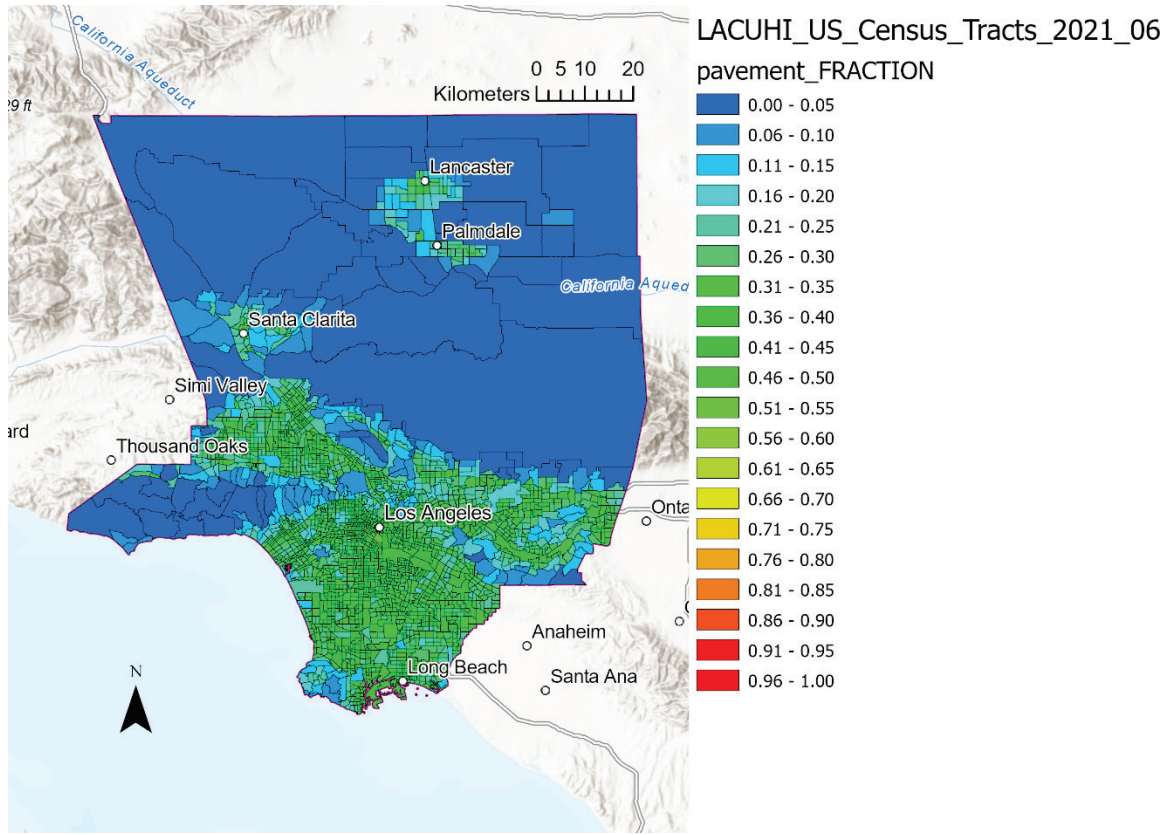 LACUHI_US_Census_Tracts_2021_06
pavement_FRACTION
0.00 - 0.05
0.06 - 0.10
0.11 - 0.15
0.16 - 0.20
0.21 - 0.25
0.26 - 0.30
0.31 - 0.35
0.36 - 0.40
0.41 - 0.45
0.46 - 0.50
0.51 - 0.55
0.56 - 0.60
0.61 - 0.65
0.66 - 0.70
0.71 - 0.75
0.76 - 0.80
0.81 - 0.85
0.86 - 0.90
0.91 - 0.95
0.96 - 1.00
California Aqueduct
0 5 10 20
Kilometers
29 ft
Lancaster
Palmdale
California Aqued
Santa Clarita
Simi Valley
ard
Thousand Oaks
Los Angeles
Onta
Anaheim
Long Beach
Santa Ana
N